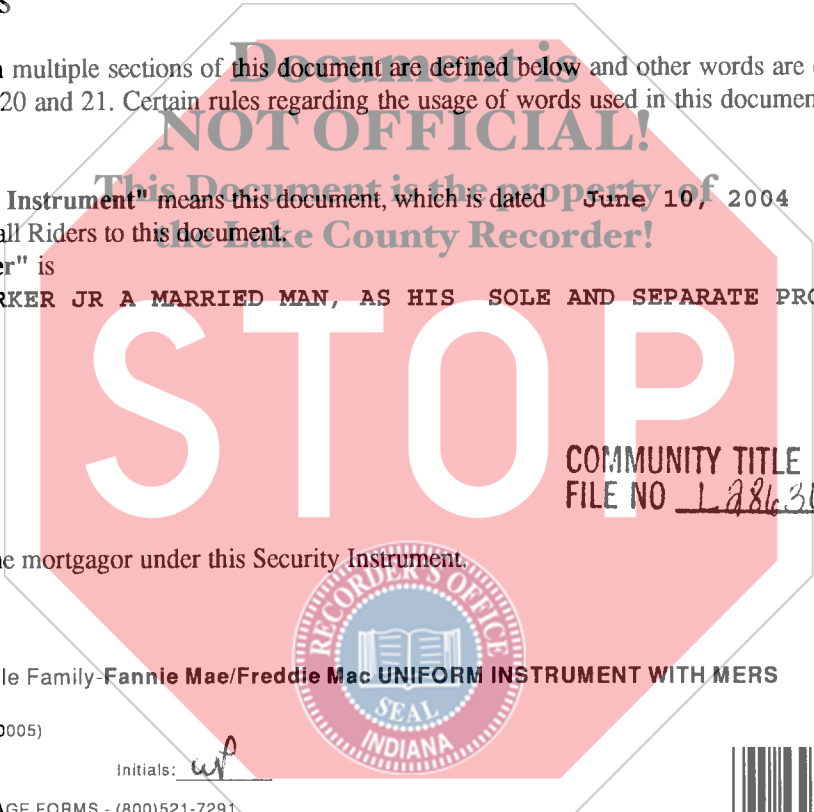 S
multiple sections of this document are defined below and other words are
20 and 21. Certain rules regarding the usage of words used in this documen
Document is
NOT OFFICIAL!
This Document is the property of
the Lake County Recorder!
Instrument" means this document, which is dated June 10, 2004
all Riders to this document.
er" is
RKER JR A MARRIED MAN, AS HIS SOLE AND SEPARATE PRO
STOP
COMMUNITY TITLE
FILE NO L2863
e mortgagor under this Security Instrument.
RECORDER'S OFFICE
SEAL
INDIANA
le Family-Fannie Mae/Freddie Mac UNIFORM INSTRUMENT WITH MERS
0005)
Initials: wp
AGE FORMS - (800)521-7291